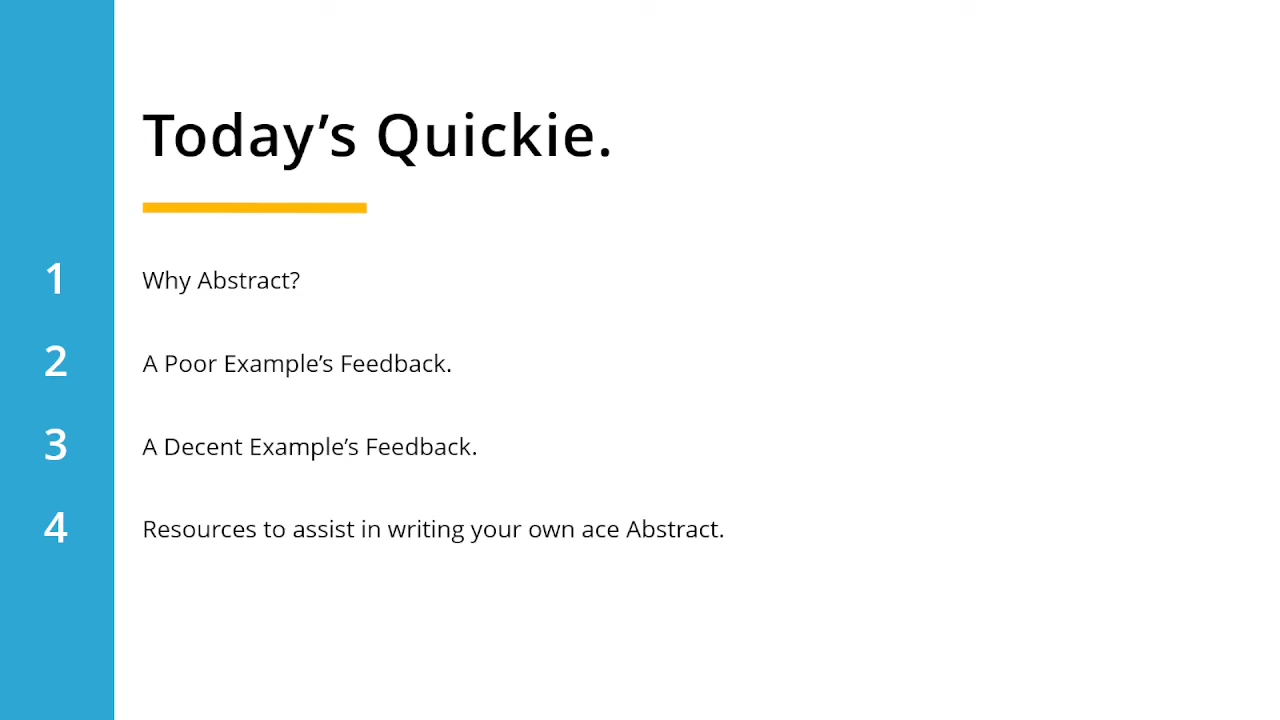 Today’s Quickie.
1 Why Abstract?
2 A Poor Example’s Feedback.
3 A Decent Example’s Feedback.
4 Resources to assist in writing your own ace Abstract.